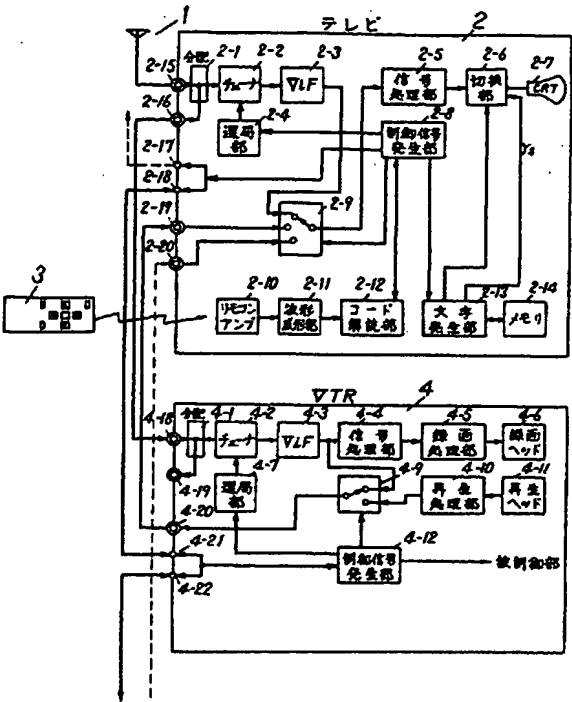 1
テレビ
2
分配
2-1
2-2
2-3
2-5
2-6
2-7
2-15
チューナ
VIF
信号
処理部
切換
部
CRT
2-16
2-4
選局
部
2-8
制御信号
発生部
Ys
2-17
2-18
2-19
2-9
2-20
3
2-10
2-11
2-12
2-13
2-14
リモコン
アンプ
波形
成形部
コード
解読部
文字
発生部
メモリ
VTR
4
4-18
分配
4-1
4-2
4-3
4-4
4-5
4-6
チューナ
VIF
信号
処理部
録画
処理部
録画
ヘッド
4-19
4-7
4-9
4-10
4-11
選局
部
再生
処理部
再生
ヘッド
4-20
4-21
4-12
制御信号
発生部
被制御部
4-22